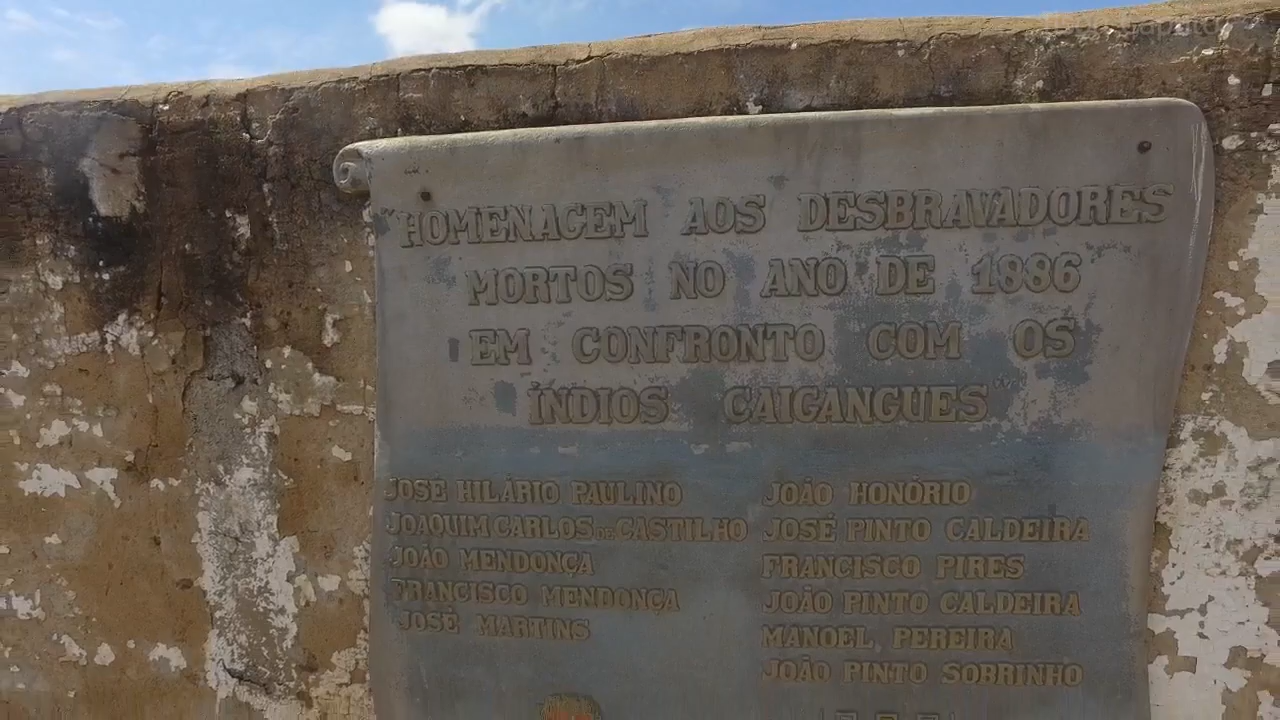 "HOMENAGEM AOS DESBRAVADORES
MORTOS NO ANO DE 1886
EM CONFRONTO COM OS
ÍNDIOS CAIGANGUES"
JOSÉ HILÁRIO PAULINO
JOAQUIM CARLOS DE CASTILHO
JOÃO MENDONÇA
FRANCISCO MENDONÇA
JOSÉ MARTINS
JOÃO HONÓRIO
JOSÉ PINTO CALDEIRA
FRANCISCO PIRES
JOÃO PINTO CALDEIRA
MANOEL PEREIRA
JOÃO PINTO SOBRINHO